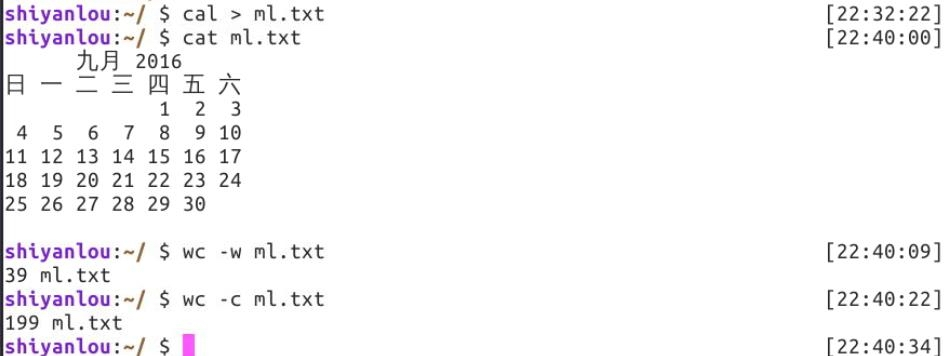 shiyanlou:~/ $ cal > ml.txt [22:32:22]
shiyanlou:~/ $ cat ml.txt [22:40:00]
九月 2016
日 一 二 三 四 五 六
1 2 3
4 5 6 7 8 9 10
11 12 13 14 15 16 17
18 19 20 21 22 23 24
25 26 27 28 29 30
shiyanlou:~/ $ wc -w ml.txt [22:40:09]
39 ml.txt
shiyanlou:~/ $ wc -c ml.txt [22:40:22]
199 ml.txt
shiyanlou:~/ $ [22:40:34]